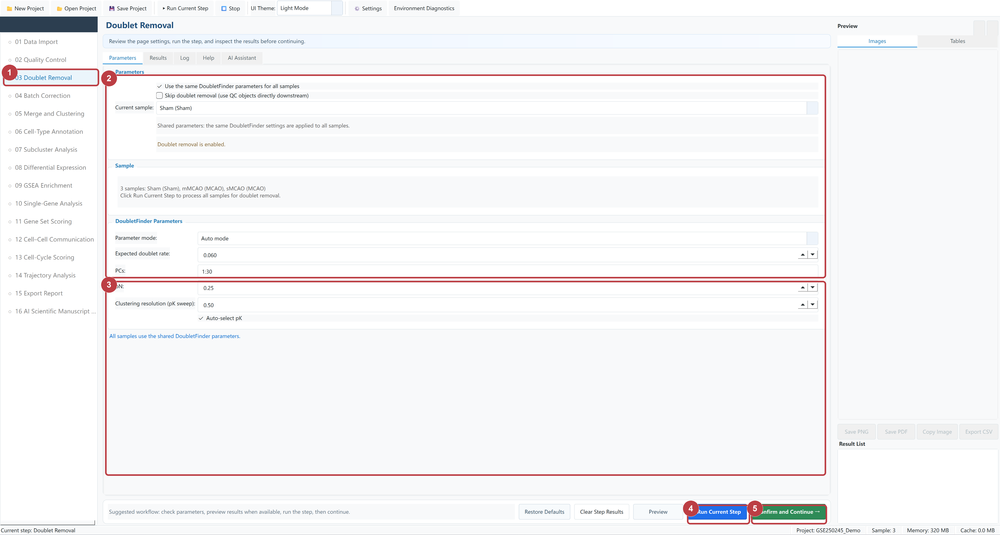 New Project Open Project Save Project Run Current Step Stop UI Theme: Light Mode Settings Environment Diagnostics
01 Data Import
02 Quality Control
1
03 Doublet Removal
04 Batch Correction
05 Merge and Clustering
06 Cell-Type Annotation
07 Subcluster Analysis
08 Differential Expression
09 GSEA Enrichment
10 Single-Gene Analysis
11 Gene Set Scoring
12 Cell–Cell Communication
13 Cell-Cycle Scoring
14 Trajectory Analysis
15 Export Report
16 AI Scientific Manuscript ...
Doublet Removal
Review the page settings, run the step, and inspect the results before continuing.
Parameters Results Log Help AI Assistant
Parameters
2
Use the same DoubletFinder parameters for all samples
Skip doublet removal (use QC objects directly downstream)
Current sample: Sham (Sham)
Shared parameters: the same DoubletFinder settings are applied to all samples.
Doublet removal is enabled.
Sample
3 samples: Sham (Sham), mMCAO (MCAO), sMCAO (MCAO)
Click Run Current Step to process all samples for doublet removal.
DoubletFinder Parameters
Parameter mode: Auto mode
Expected doublet rate: 0.060
PCs: 1:30
3
pN: 0.25
Clustering resolution (pK sweep): 0.50
Auto-select pK
All samples use the shared DoubletFinder parameters.
Suggested workflow: check parameters, preview results when available, run the step, then continue.
Restore Defaults Clear Step Results Preview 4 Run Current Step 5 nfirm and Continue →
Preview
Images Tables
Save PNG Save PDF Copy Image Export CSV
Result List
Current step: Doublet Removal Project: GSE250245_Demo Sample: 3 Memory: 320 MB Cache: 0.0 MB